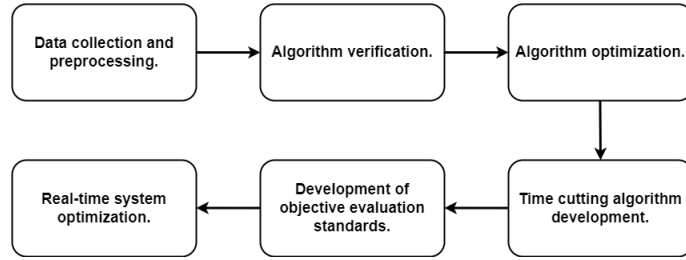 Data collection and
preprocessing.
Algorithm verification.
Algorithm optimization.
Time cutting algorithm
development.
Development of
objective evaluation
standards.
Real-time system
optimization.